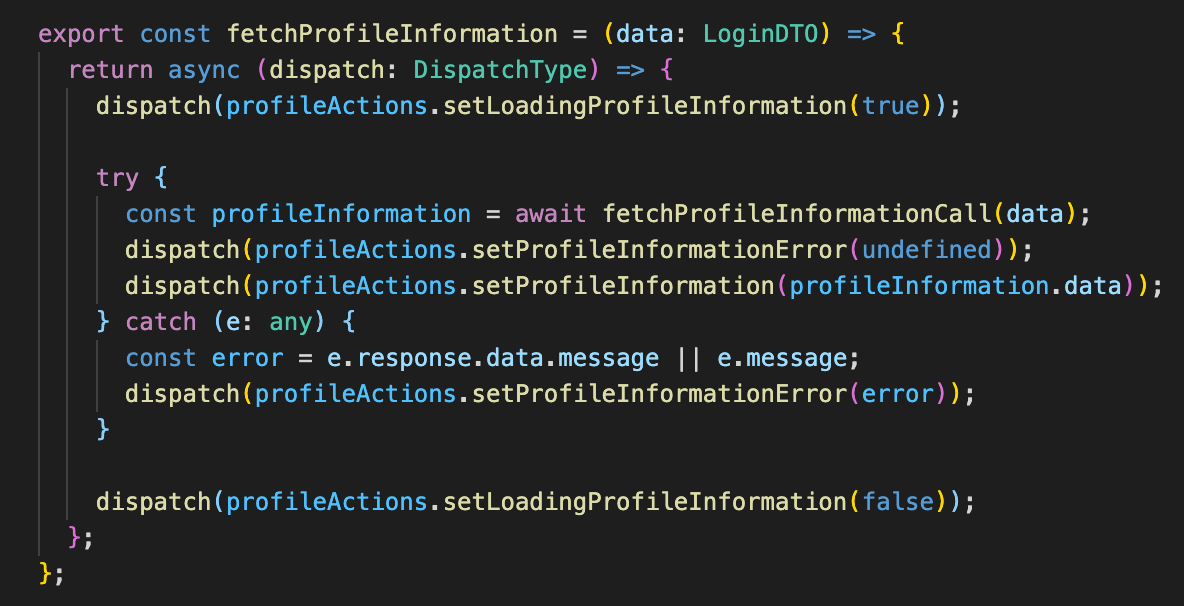 export const fetchProfileInformation = (data: LoginDTO) => {
return async (dispatch: DispatchType) => {
dispatch(profileActions.setLoadingProfileInformation(true));
try {
const profileInformation = await fetchProfileInformationCall(data);
dispatch(profileActions.setProfileInformationError(undefined));
dispatch(profileActions.setProfileInformation(profileInformation.data));
} catch (e: any) {
const error = e.response.data.message || e.message;
dispatch(profileActions.setProfileInformationError(error));
}
dispatch(profileActions.setLoadingProfileInformation(false));
};
};